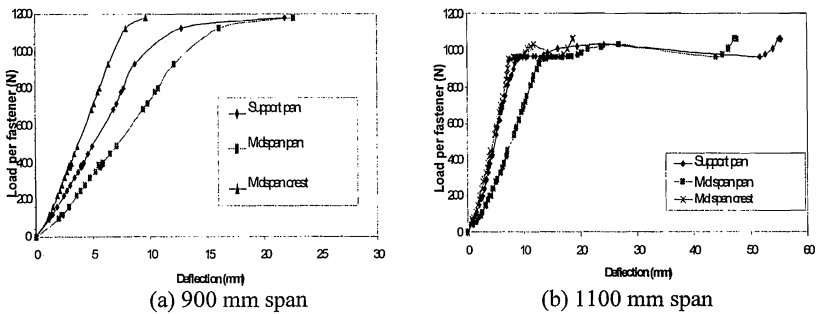 Load per fastener (N)
1200
1000
800
600
400
200
0
Support pan
Midspan pan
Midspan crest
0 5 10 15 20 25 30
Deflection (mm)
(a) 900 mm span
Load per fastener (N)
1200
1000
800
600
400
200
0
Support pan
Midspan pan
Midspan crest
0 10 20 30 40 50 60
Deflection (mm)
(b) 1100 mm span